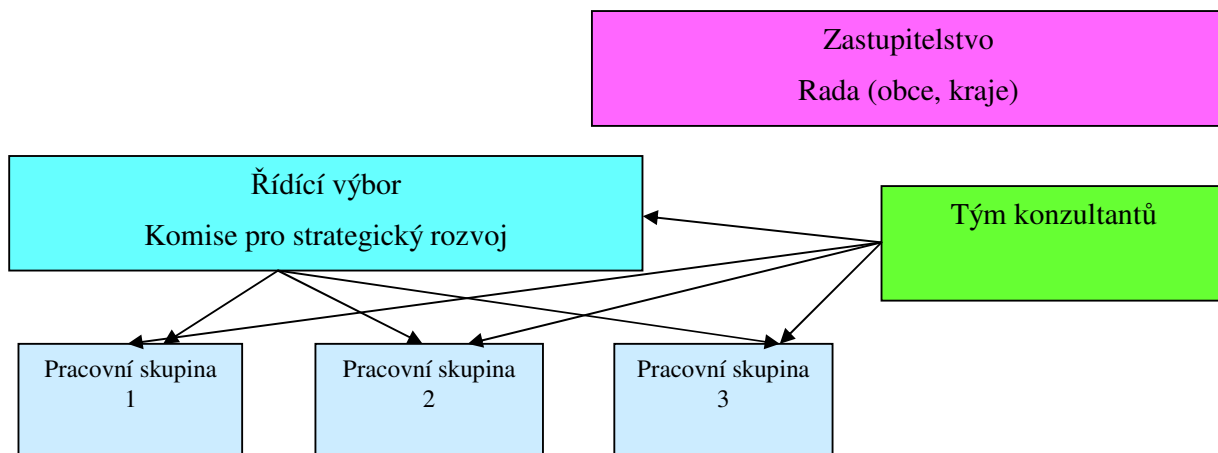 Zastupitelstvo
Rada (obce, kraje)
Řídící výbor
Komise pro strategický rozvoj
Tým konzultantů
Pracovní skupina
1
Pracovní skupina
2
Pracovní skupina
3